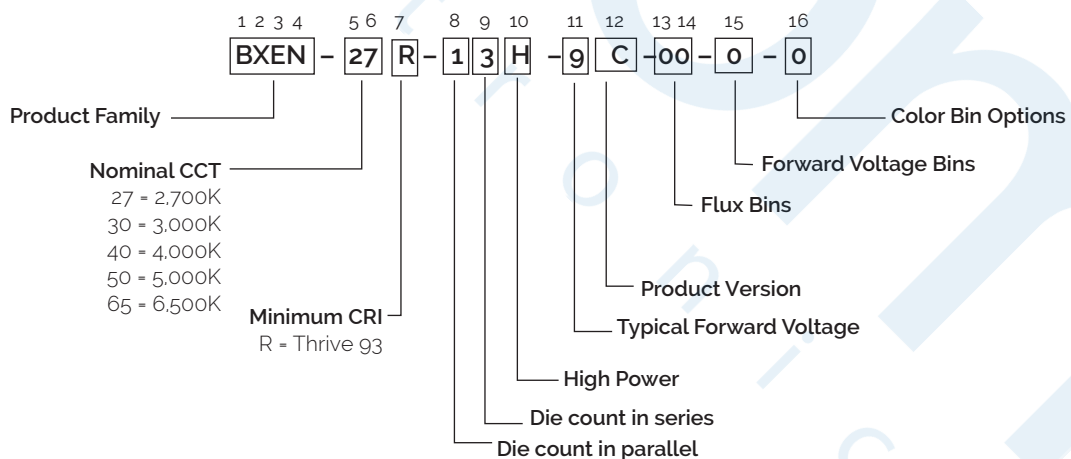 1 2 3 4 5 6 7 8 9 10 11 12 13 14 15 16
BXEN – 27 R – 1 3 H – 9 C – 00 – 0 – 0
Product Family
Color Bin Options
Nominal CCT
Forward Voltage Bins
27 = 2,700K
30 = 3,000K
Flux Bins
40 = 4,000K
50 = 5,000K
65 = 6,500K
Product Version
Minimum CRI
Typical Forward Voltage
R = Thrive 93
High Power
Die count in series
Die count in parallel